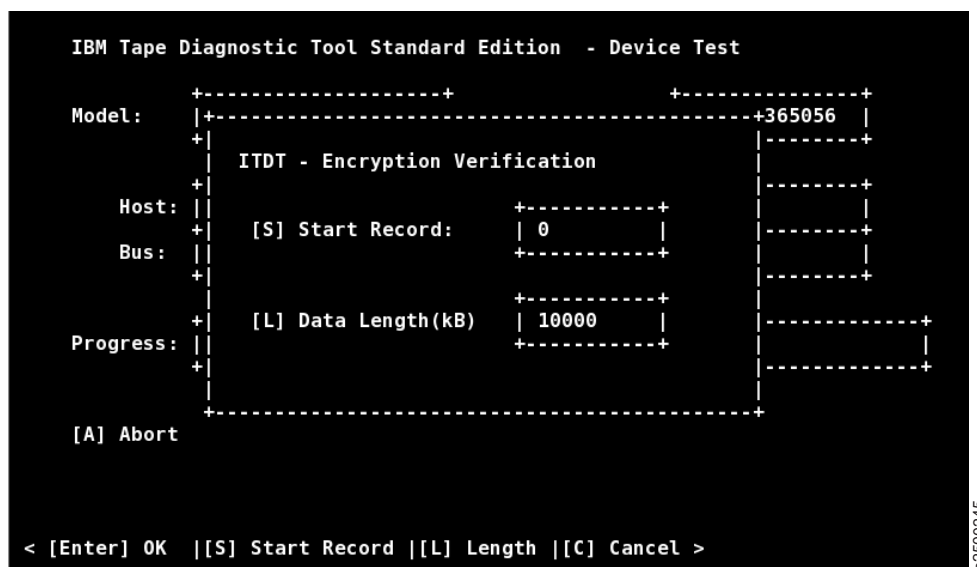 IBM Tape Diagnostic Tool Standard Edition - Device Test
Model: 365056
ITDT - Encryption Verification
Host:
[S] Start Record: 0
Bus:
[L] Data Length(kB) 10000
Progress:
[A] Abort
< [Enter] OK |[S] Start Record |[L] Length |[C] Cancel >